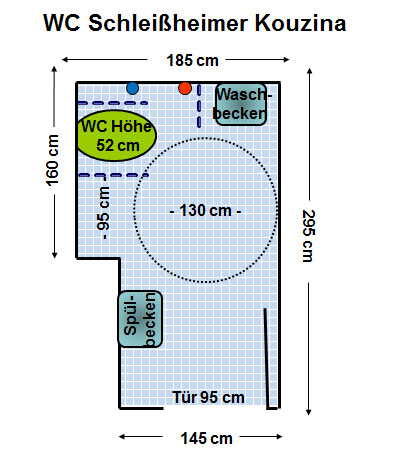 WC Schleißheimer Kouzina
185 cm
Wasch-
becken
WC Höhe
52 cm
160 cm
- 95 cm -
- 130 cm -
295 cm
Spül-
becken
Tür 95 cm
145 cm